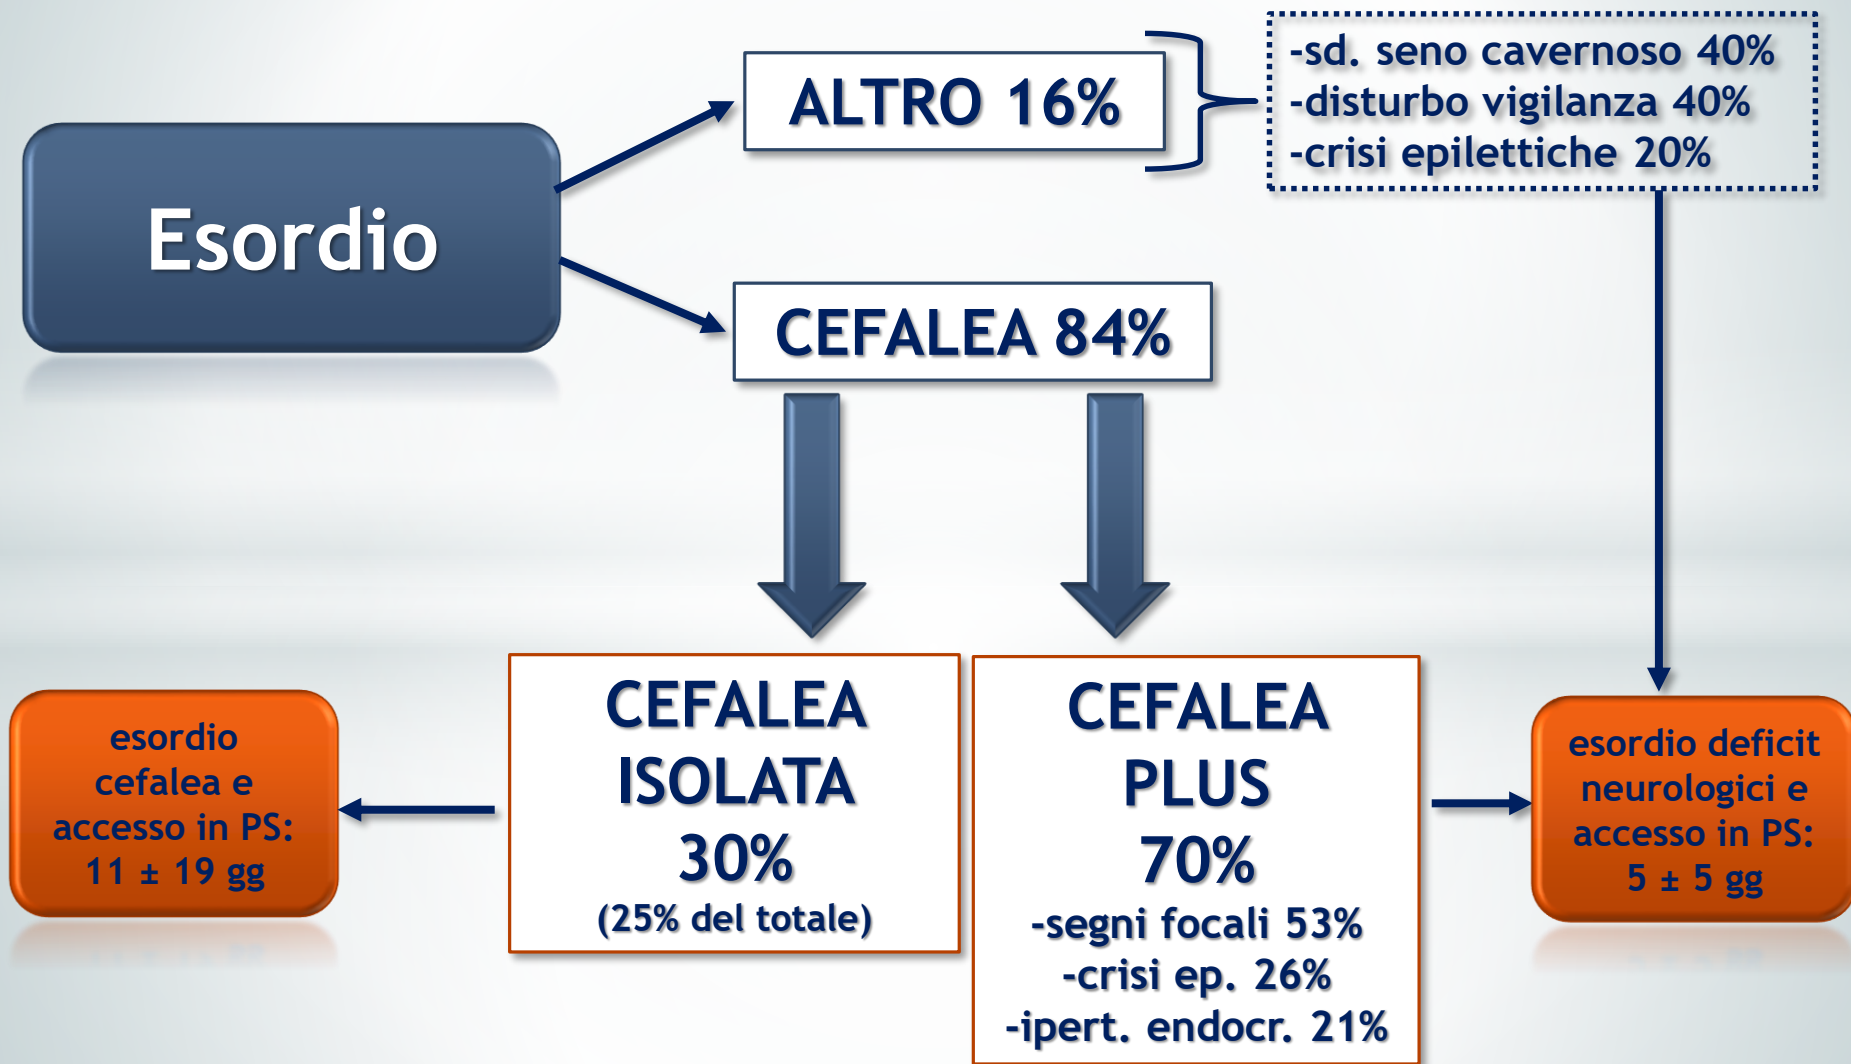 Esordio
ALTRO 16%
-sd. seno cavernoso 40%
-disturbo vigilanza 40%
-crisi epilettiche 20%
CEFALEA 84%
esordio
cefalea e
accesso in PS:
11 ± 19 gg
CEFALEA
ISOLATA
30%
(25% del totale)
CEFALEA
PLUS
70%
-segni focali 53%
-crisi ep. 26%
-ipert. endocr. 21%
esordio deficit
neurologici e
accesso in PS:
5 ± 5 gg